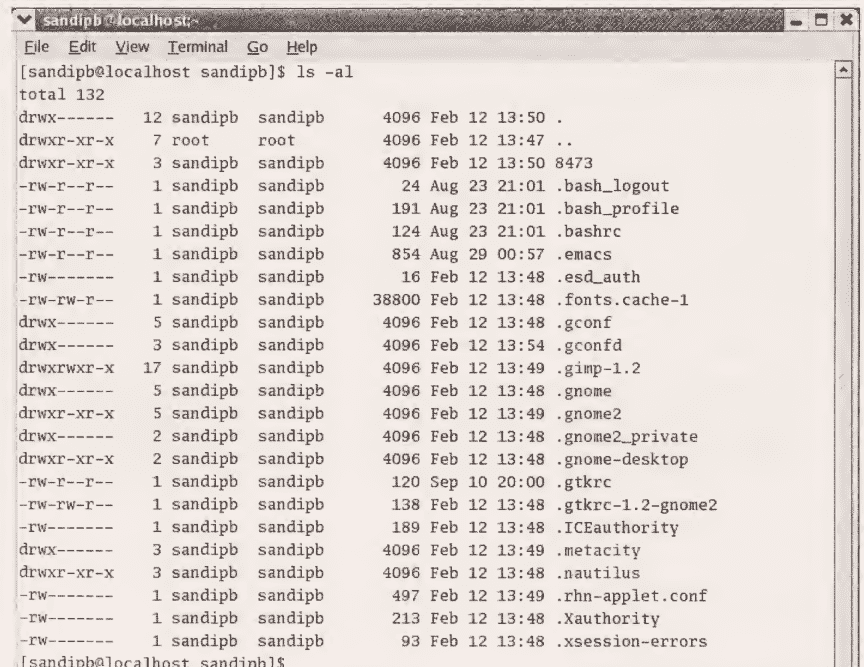 sandipb@localhost:~
File Edit View Terminal Go Help
[sandipb@localhost sandipb]$ ls -al
total 132
drwx------ 12 sandipb sandipb 4096 Feb 12 13:50 .
drwxr-xr-x 7 root root 4096 Feb 12 13:47 ..
drwxr-xr-x 3 sandipb sandipb 4096 Feb 12 13:50 8473
-rw-r--r-- 1 sandipb sandipb 24 Aug 23 21:01 .bash_logout
-rw-r--r-- 1 sandipb sandipb 191 Aug 23 21:01 .bash_profile
-rw-r--r-- 1 sandipb sandipb 124 Aug 23 21:01 .bashrc
-rw-r--r-- 1 sandipb sandipb 854 Aug 29 00:57 .emacs
-rw------- 1 sandipb sandipb 16 Feb 12 13:48 .esd_auth
-rw-rw-r-- 1 sandipb sandipb 38800 Feb 12 13:48 .fonts.cache-1
drwx------ 5 sandipb sandipb 4096 Feb 12 13:48 .gconf
drwx------ 3 sandipb sandipb 4096 Feb 12 13:54 .gconfd
drwxrwxr-x 17 sandipb sandipb 4096 Feb 12 13:49 .gimp-1.2
drwx------ 5 sandipb sandipb 4096 Feb 12 13:48 .gnome
drwxr-xr-x 5 sandipb sandipb 4096 Feb 12 13:49 .gnome2
drwx------ 2 sandipb sandipb 4096 Feb 12 13:48 .gnome2_private
drwxr-xr-x 2 sandipb sandipb 4096 Feb 12 13:48 .gnome-desktop
-rw-r--r-- 1 sandipb sandipb 120 Sep 10 20:00 .gtkrc
-rw-rw-r-- 1 sandipb sandipb 138 Feb 12 13:48 .gtkrc-1.2-gnome2
-rw------- 1 sandipb sandipb 189 Feb 12 13:48 .ICEauthority
drwx------ 3 sandipb sandipb 4096 Feb 12 13:49 .metacity
drwxr-xr-x 3 sandipb sandipb 4096 Feb 12 13:48 .nautilus
-rw------- 1 sandipb sandipb 497 Feb 12 13:49 .rhn-applet.conf
-rw------- 1 sandipb sandipb 213 Feb 12 13:48 .Xauthority
-rw------- 1 sandipb sandipb 93 Feb 12 13:48 .xsession-errors
[sandipb@localhost sandipb]$